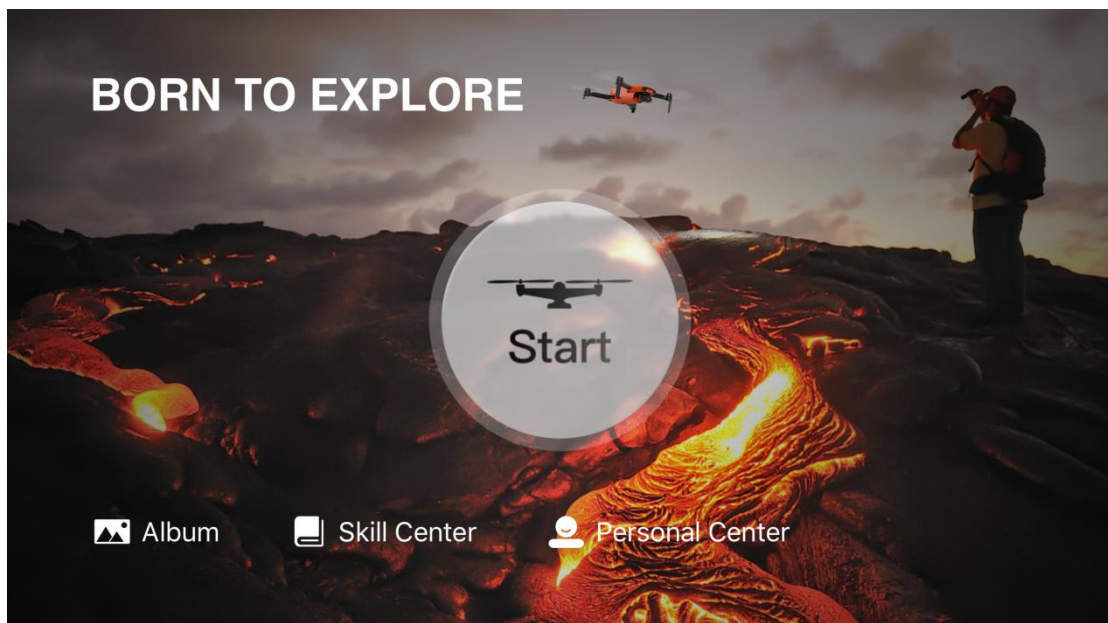 BORN TO EXPLORE
Start
Album
Skill Center
Personal Center